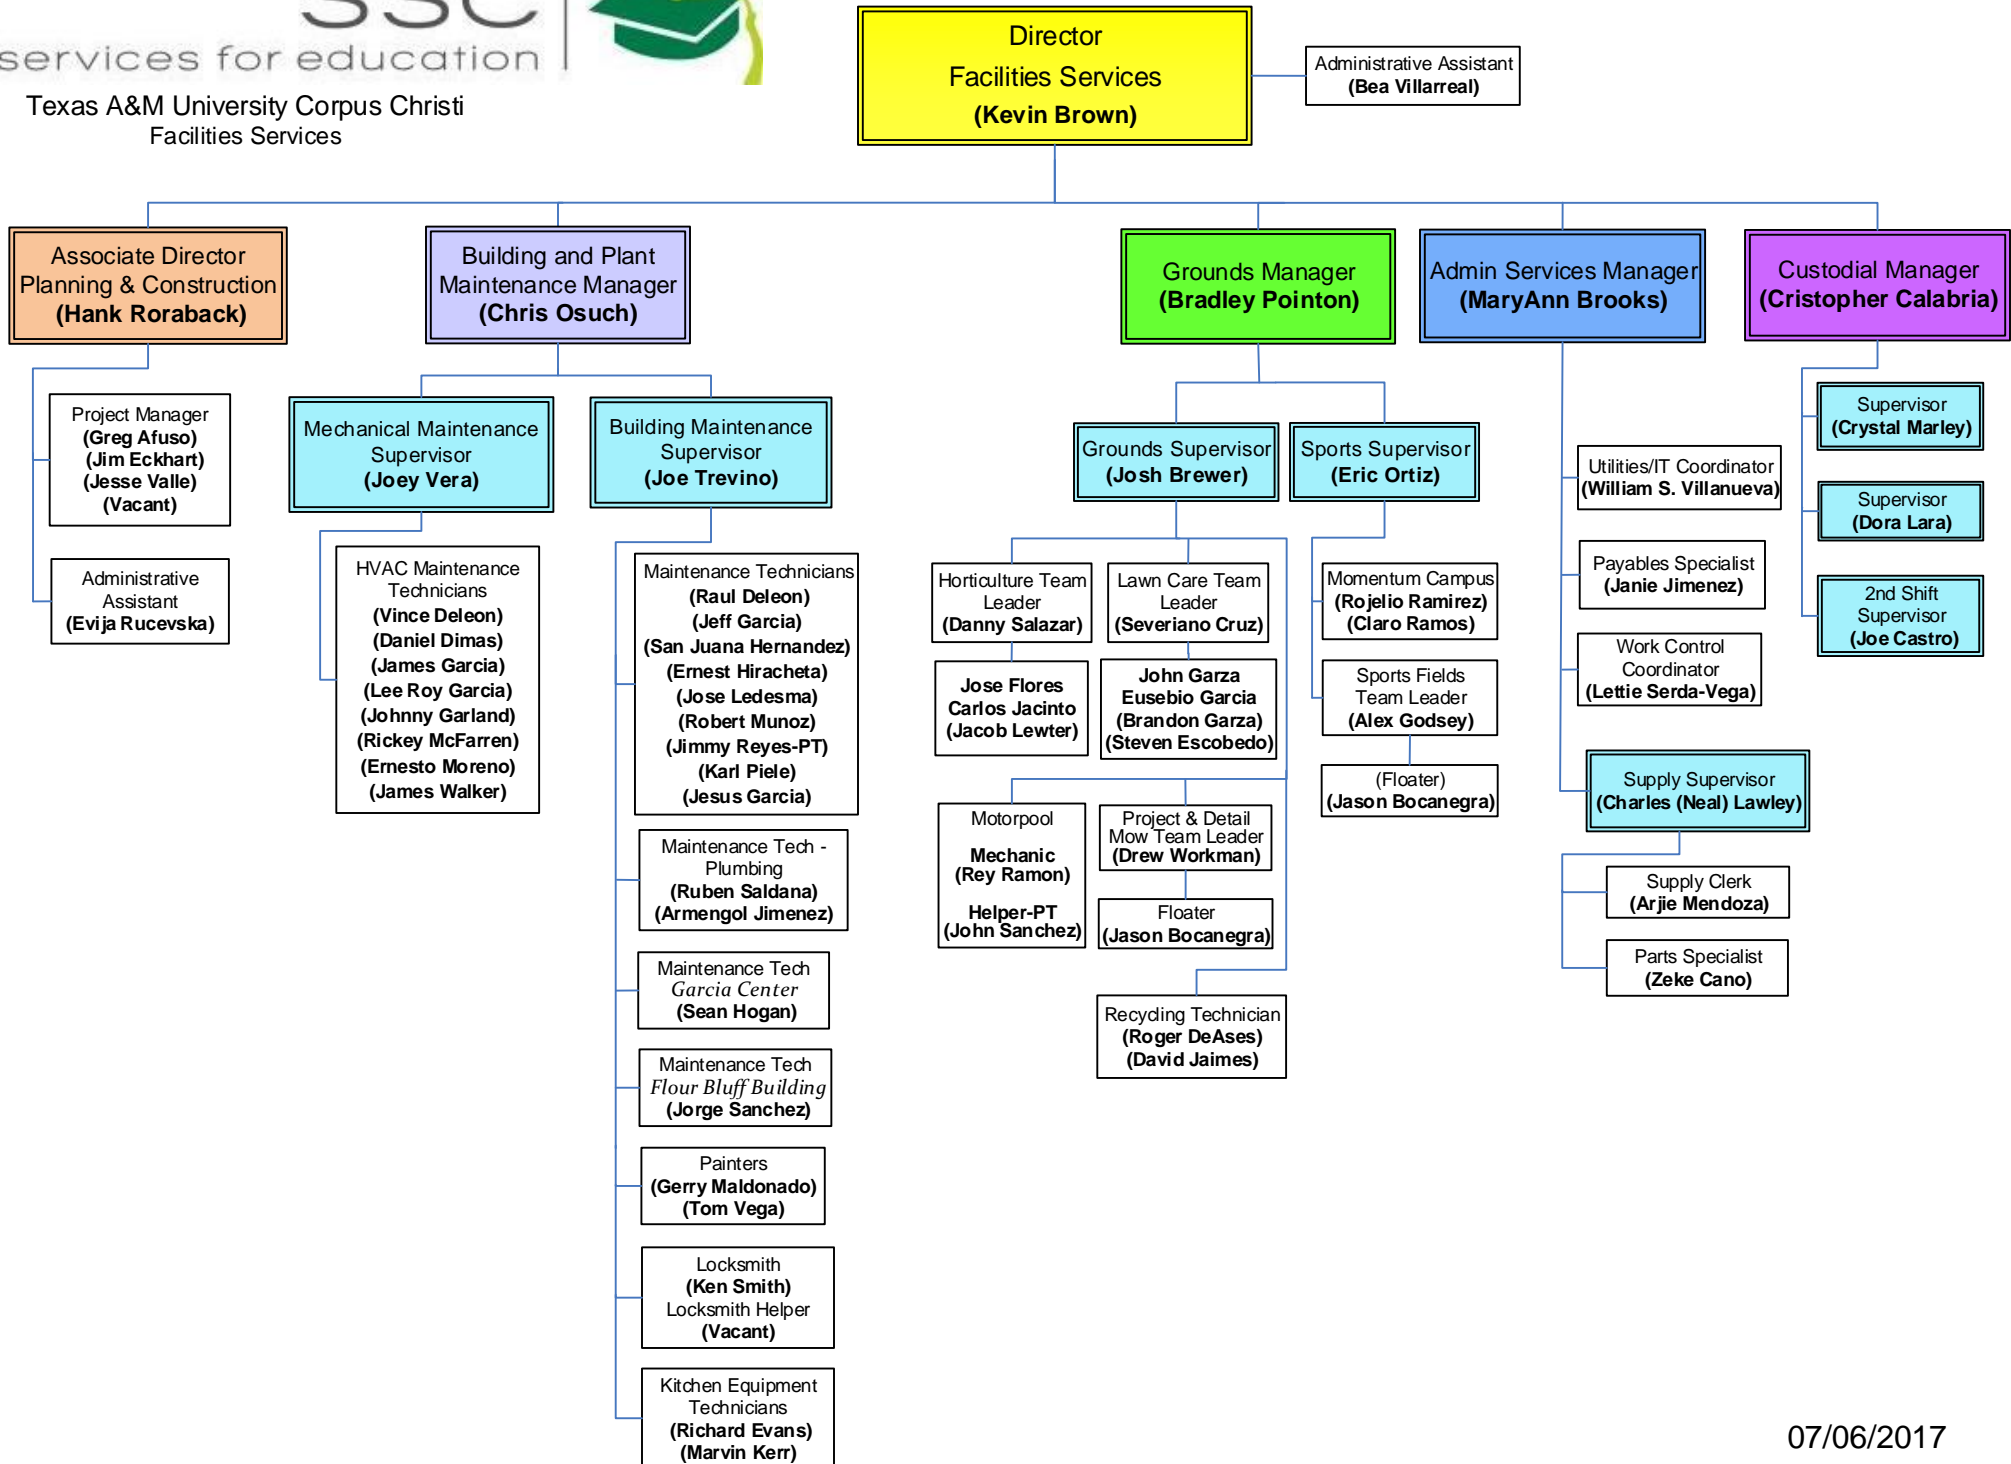 SSC
services for education
Texas A&M University Corpus Christi
Facilities Services
Director
Facilities Services
(Kevin Brown)
Administrative Assistant
(Bea Villarreal)
Associate Director
Planning & Construction
(Hank Roraback)
Building and Plant
Maintenance Manager
(Chris Osuch)
Grounds Manager
(Bradley Pointon)
Admin Services Manager
(MaryAnn Brooks)
Custodial Manager
(Cristopher Calabria)
Project Manager
(Greg Afuso)
(Jim Eckhart)
(Jesse Valle)
(Vacant)
Administrative
Assistant
(Evija Rucevska)
Mechanical Maintenance
Supervisor
(Joey Vera)
HVAC Maintenance
Technicians
(Vince Deleon)
(Daniel Dimas)
(James Garcia)
(Lee Roy Garcia)
(Johnny Garland)
(Rickey McFarren)
(Ernesto Moreno)
(James Walker)
Building Maintenance
Supervisor
(Joe Trevino)
Maintenance Technicians
(Raul Deleon)
(Jeff Garcia)
(San Juana Hernandez)
(Ernest Hiracheta)
(Jose Ledesma)
(Robert Munoz)
(Jimmy Reyes-PT)
(Karl Piele)
(Jesus Garcia)
Maintenance Tech -
Plumbing
(Ruben Saldana)
(Armengol Jimenez)
Maintenance Tech
Garcia Center
(Sean Hogan)
Maintenance Tech
Flour Bluff Building
(Jorge Sanchez)
Painters
(Gerry Maldonado)
(Tom Vega)
Locksmith
(Ken Smith)
Locksmith Helper
(Vacant)
Kitchen Equipment
Technicians
(Richard Evans)
(Marvin Kerr)
Grounds Supervisor
(Josh Brewer)
Horticulture Team
Leader
(Danny Salazar)
Jose Flores
Carlos Jacinto
(Jacob Lewter)
Lawn Care Team
Leader
(Severiano Cruz)
John Garza
Eusebio Garcia
(Brandon Garza)
(Steven Escobedo)
Motorpool
Mechanic
(Rey Ramon)
Helper-PT
(John Sanchez)
Project & Detail
Mow Team Leader
(Drew Workman)
Floater
(Jason Bocanegra)
Recycling Technician
(Roger DeAses)
(David Jaimes)
Sports Supervisor
(Eric Ortiz)
Momentum Campus
(Rojelio Ramirez)
(Claro Ramos)
Sports Fields
Team Leader
(Alex Godsey)
(Floater)
(Jason Bocanegra)
Utilities/IT Coordinator
(William S. Villanueva)
Payables Specialist
(Janie Jimenez)
Work Control
Coordinator
(Lettie Serda-Vega)
Supply Supervisor
(Charles (Neal) Lawley)
Supply Clerk
(Arjie Mendoza)
Parts Specialist
(Zeke Cano)
Supervisor
(Crystal Marley)
Supervisor
(Dora Lara)
2nd Shift
Supervisor
(Joe Castro)
07/06/2017